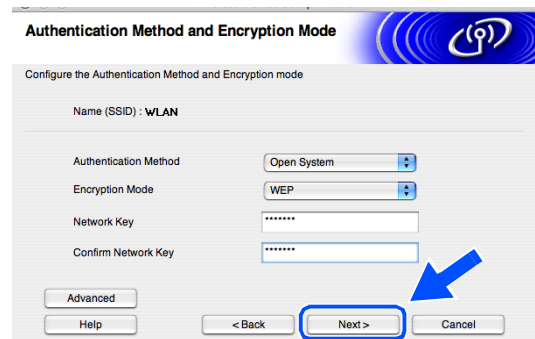 Authentication Method and Encryption Mode
Configure the Authentication Method and Encryption mode
Name (SSID) : WLAN
Authentication Method Open System
Encryption Mode WEP
Network Key *******
Confirm Network Key *******
Advanced
Help < Back Next > Cancel